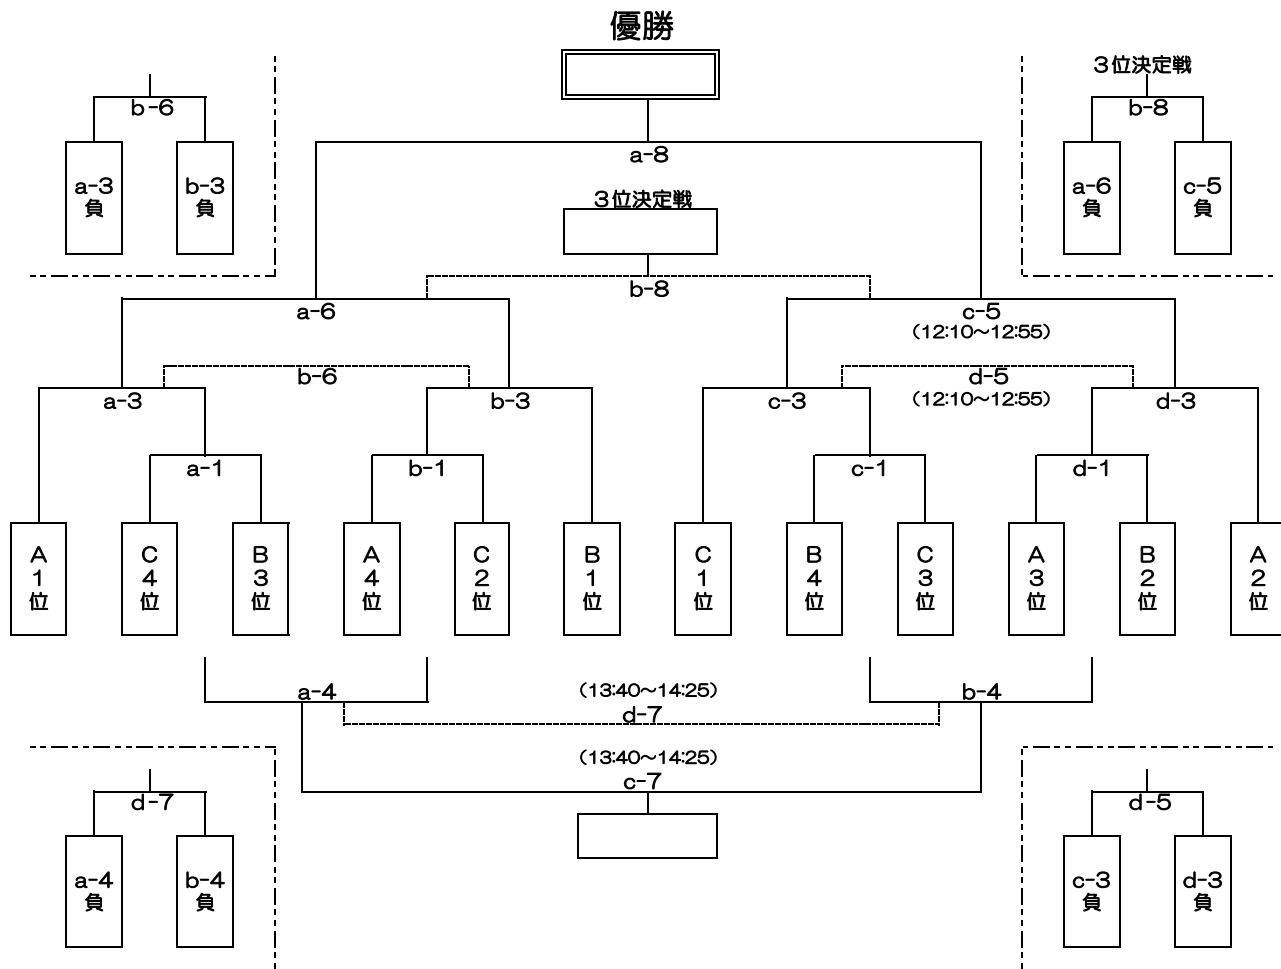 優勝
３位決定戦
b-6
b-8
a-3
負
b-3
負
a-6
負
c-5
負
a-8
３位決定戦
b-8
a-6
c-5
（12:10～12:55）
b-6
d-5
（12:10～12:55）
a-3
b-3
c-3
d-3
a-1
b-1
c-1
d-1
A
1
位
C
4
位
B
3
位
A
4
位
C
2
位
B
1
位
C
1
位
B
4
位
C
3
位
A
3
位
B
2
位
A
2
位
a-4
（13:40～14:25）
b-4
d-7
（13:40～14:25）
c-7
d-7
d-5
a-4
負
b-4
負
c-3
負
d-3
負